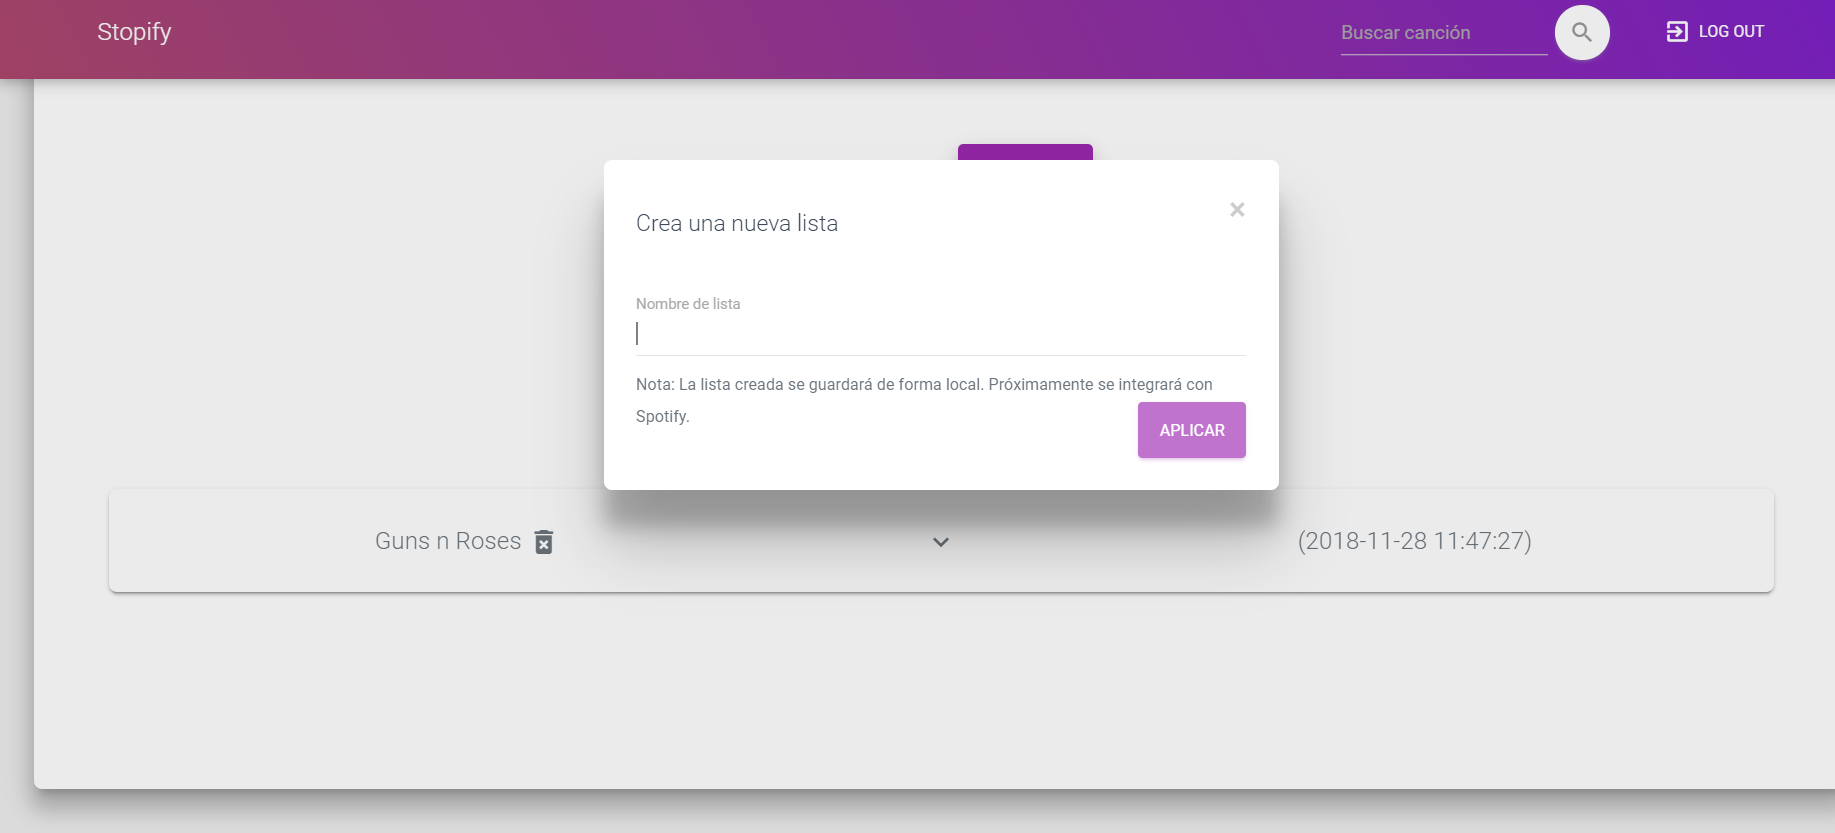 Stopify
Buscar canción
LOG OUT
Crea una nueva lista
×
Nombre de lista
Nota: La lista creada se guardará de forma local. Próximamente se integrará con
Spotify.
APLICAR
Guns n Roses
(2018-11-28 11:47:27)